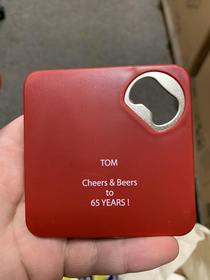 TOM
Cheers & Beers
to
65 YEARS !